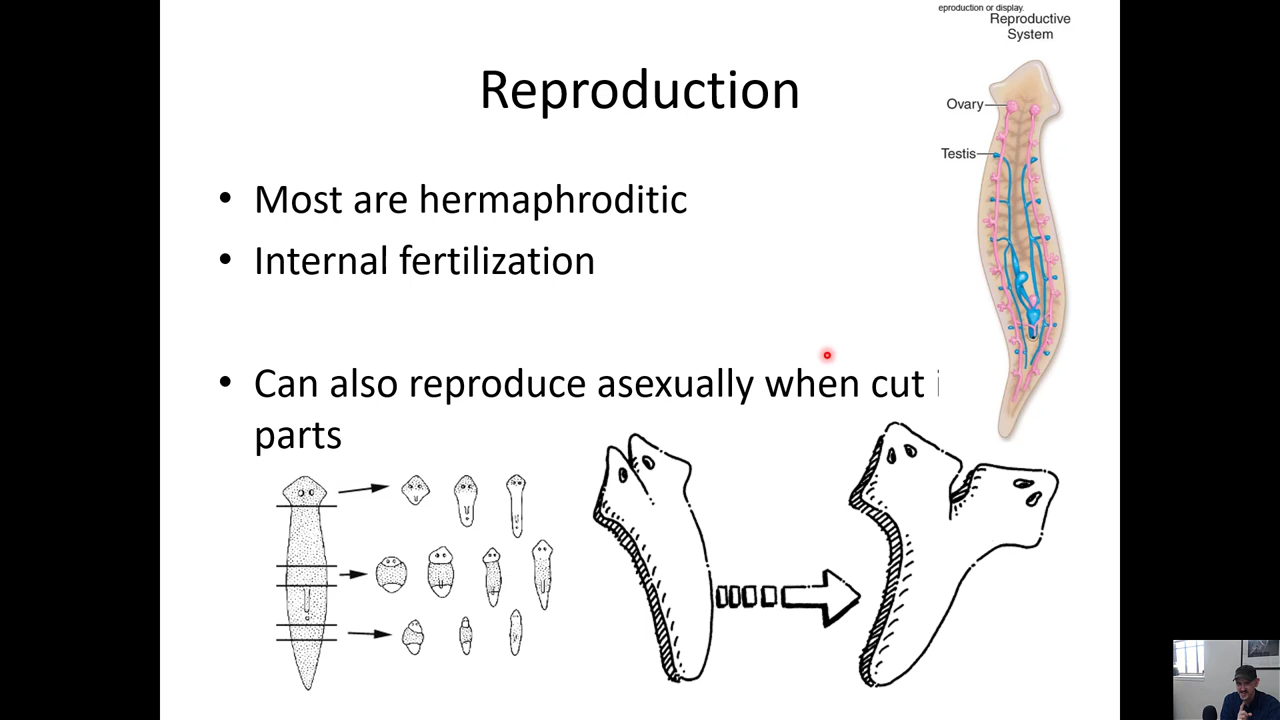 eproduction or display.
Reproductive
System
Reproduction
Ovary
Testis
• Most are hermaphroditic
• Internal fertilization
• Can also reproduce asexually when cut i
parts